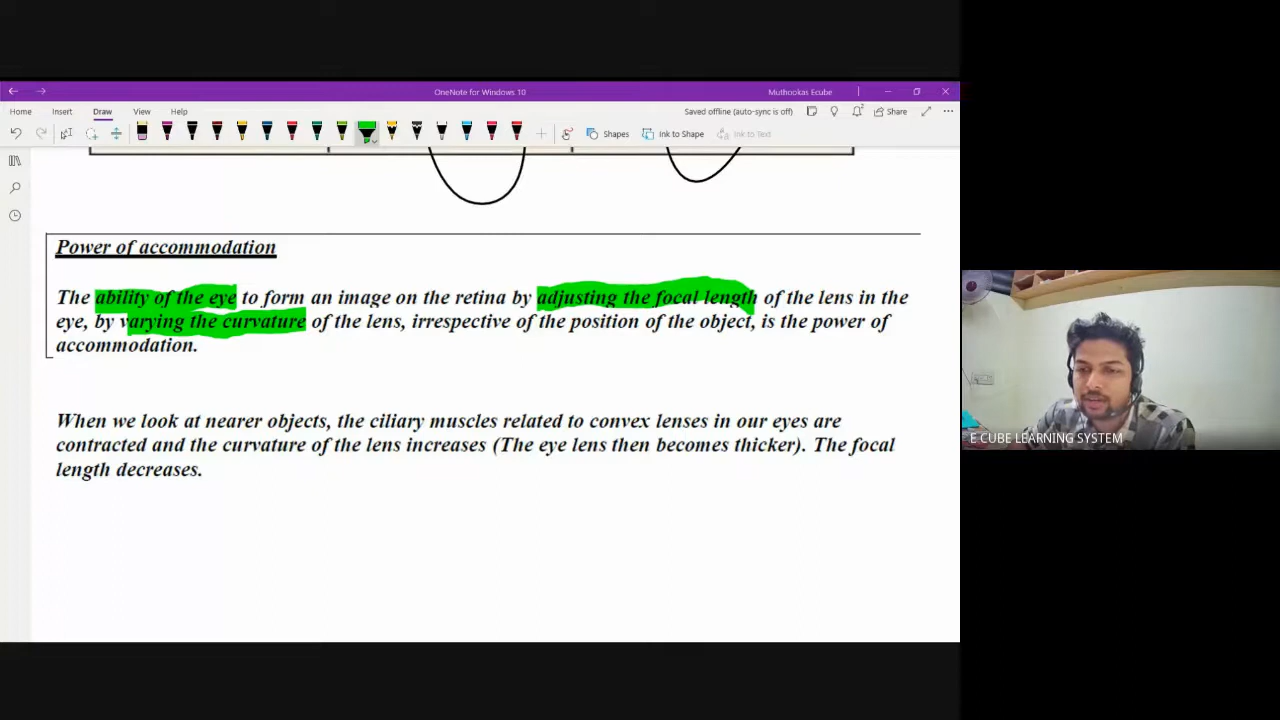 OneNote for Windows 10
Muthookas Ecube
Home Insert Draw View Help
Saved offline (auto-sync is off)
Share
Shapes
Ink to Shape
Ink to Text
Power of accommodation
The ability of the eye to form an image on the retina by adjusting the focal length of the lens in the
eye, by varying the curvature of the lens, irrespective of the position of the object, is the power of
accommodation.
When we look at nearer objects, the ciliary muscles related to convex lenses in our eyes are
contracted and the curvature of the lens increases (The eye lens then becomes thicker). The focal
length decreases.
E CUBE LEARNING SYSTEM